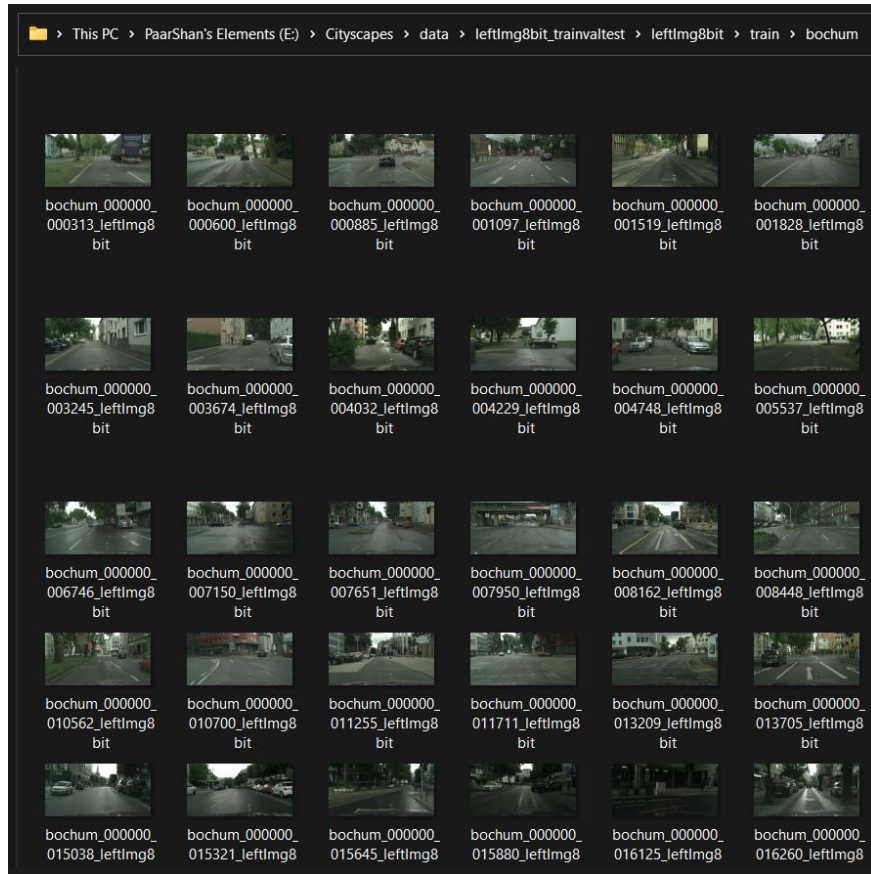 This PC > PaarShan's Elements (E:) > Cityscapes > data > leftImg8bit_trainvaltest > leftImg8bit > train > bochum
bochum_000000_ bochum_000000_ bochum_000000_ bochum_000000_ bochum_000000_ bochum_000000_
000313_leftImg8 000600_leftImg8 000885_leftImg8 001097_leftImg8 001519_leftImg8 001828_leftImg8
bit bit bit bit bit bit
bochum_000000_ bochum_000000_ bochum_000000_ bochum_000000_ bochum_000000_ bochum_000000_
003245_leftImg8 003674_leftImg8 004032_leftImg8 004229_leftImg8 004748_leftImg8 005537_leftImg8
bit bit bit bit bit bit
bochum_000000_ bochum_000000_ bochum_000000_ bochum_000000_ bochum_000000_ bochum_000000_
006746_leftImg8 007150_leftImg8 007651_leftImg8 007950_leftImg8 008162_leftImg8 008448_leftImg8
bit bit bit bit bit bit
bochum_000000_ bochum_000000_ bochum_000000_ bochum_000000_ bochum_000000_ bochum_000000_
010562_leftImg8 010700_leftImg8 011255_leftImg8 011711_leftImg8 013209_leftImg8 013705_leftImg8
bit bit bit bit bit bit
bochum_000000_ bochum_000000_ bochum_000000_ bochum_000000_ bochum_000000_ bochum_000000_
015038_leftImg8 015321_leftImg8 015645_leftImg8 015880_leftImg8 016125_leftImg8 016260_leftImg8